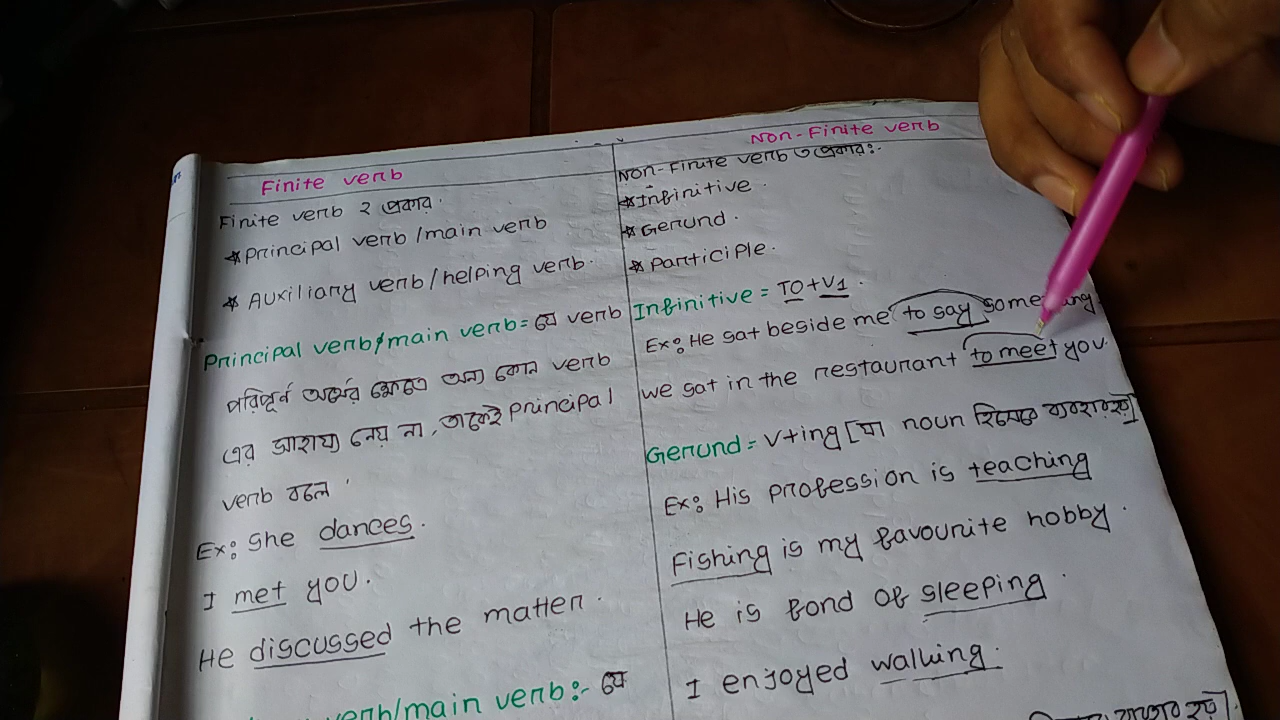 Finite verb
Finite verb ২ প্রকার.
*Principal verb/main verb
* Auxiliary verb/helping verb.
Principal verb/main verb= যে verb
পরিপূর্ণ অর্থের ক্ষেত্রে অন্য কোন verb
এর সাহায্য নেয় না, তাকেই principal
verb বলে.
Ex: She dances.
I met you.
He discussed the matter.
verb/main verb:- যে
Non-Finite verb
Non-Finite verb ৩ প্রকার:-
*Infinitive.
*Gerund.
*participle.
Infinitive = To+V1.
Ex: He sat beside me to say something.
we sat in the restaurant to meet you.
Gerund= v+ing [যা noun হিসেবে ব্যবহার হয়]
Ex: His profession is teaching
Fishing is my favourite hobby.
He is fond of sleeping.
I enjoyed walking.